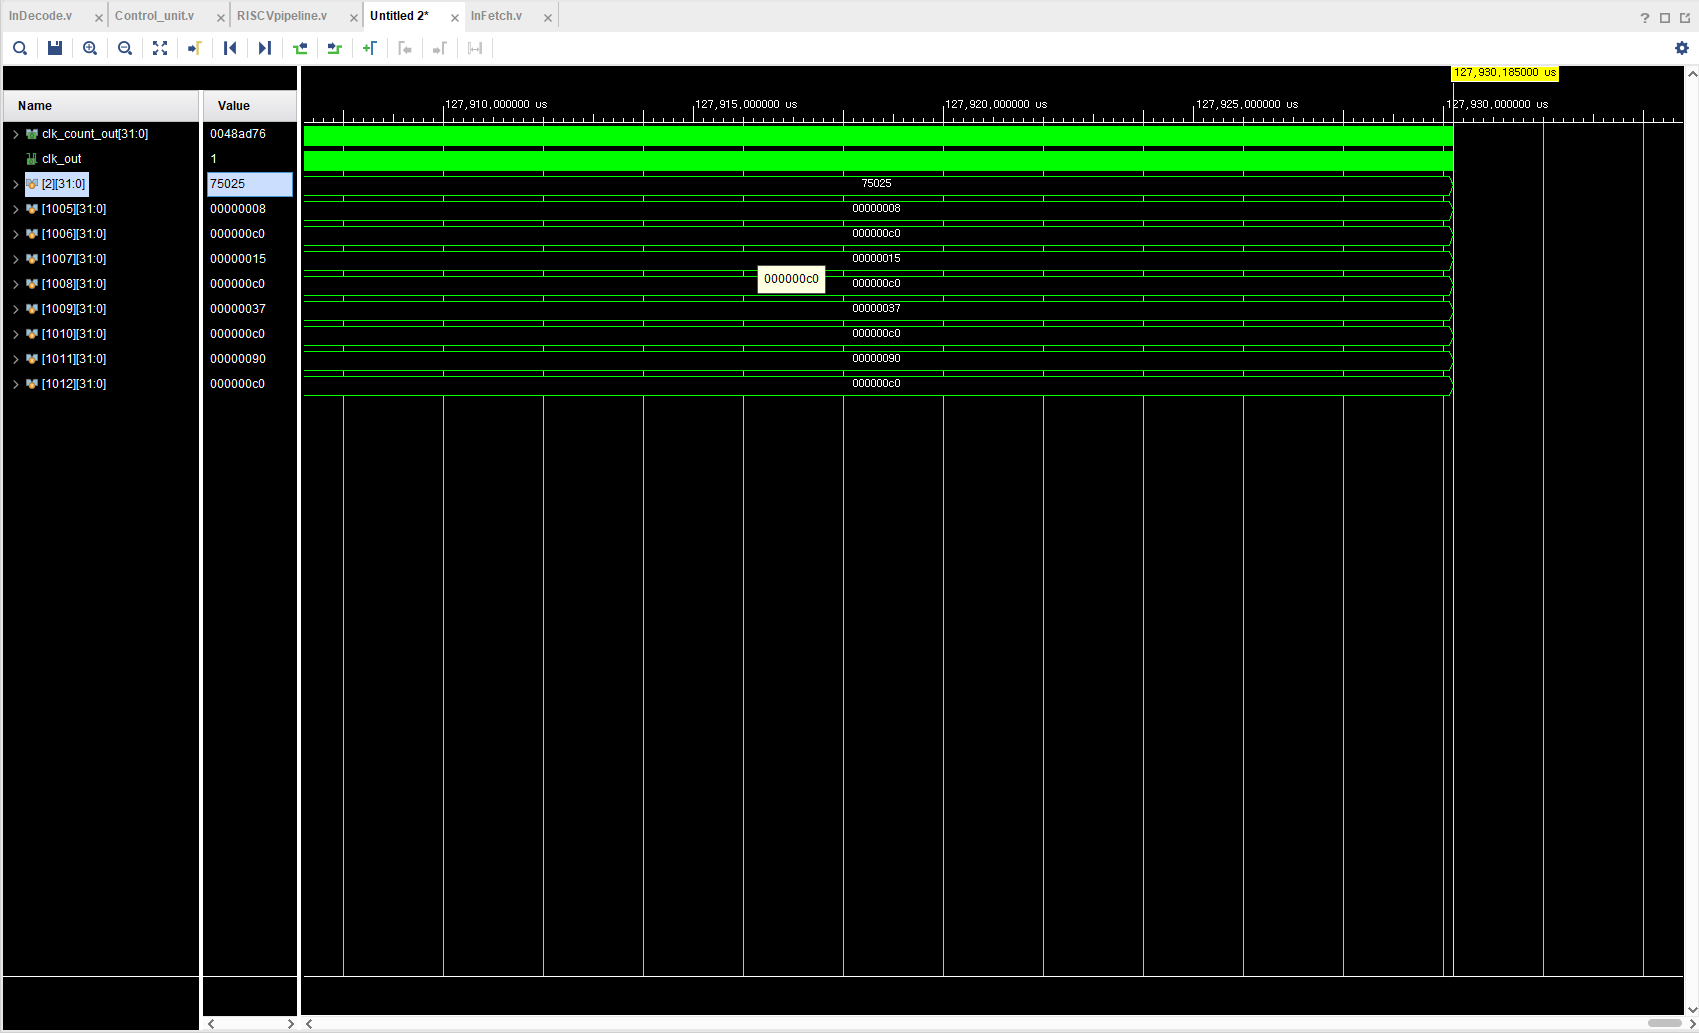 InDecode.v × Control_unit.v × RISCVpipeline.v × Untitled 2* × InFetch.v ×
?
127,930.185000 us
Name Value
127,910.000000 us 127,915.000000 us 127,920.000000 us 127,925.000000 us 127,930.000000 us
clk_count_out[31:0] 0048ad76
clk_out 1
[2][31:0] 75025 75025
[1005][31:0] 00000008 00000008
[1006][31:0] 000000c0 000000c0
[1007][31:0] 00000015 00000015
000000c0
[1008][31:0] 000000c0 000000c0
[1009][31:0] 00000037 00000037
[1010][31:0] 000000c0 000000c0
[1011][31:0] 00000090 00000090
[1012][31:0] 000000c0 000000c0